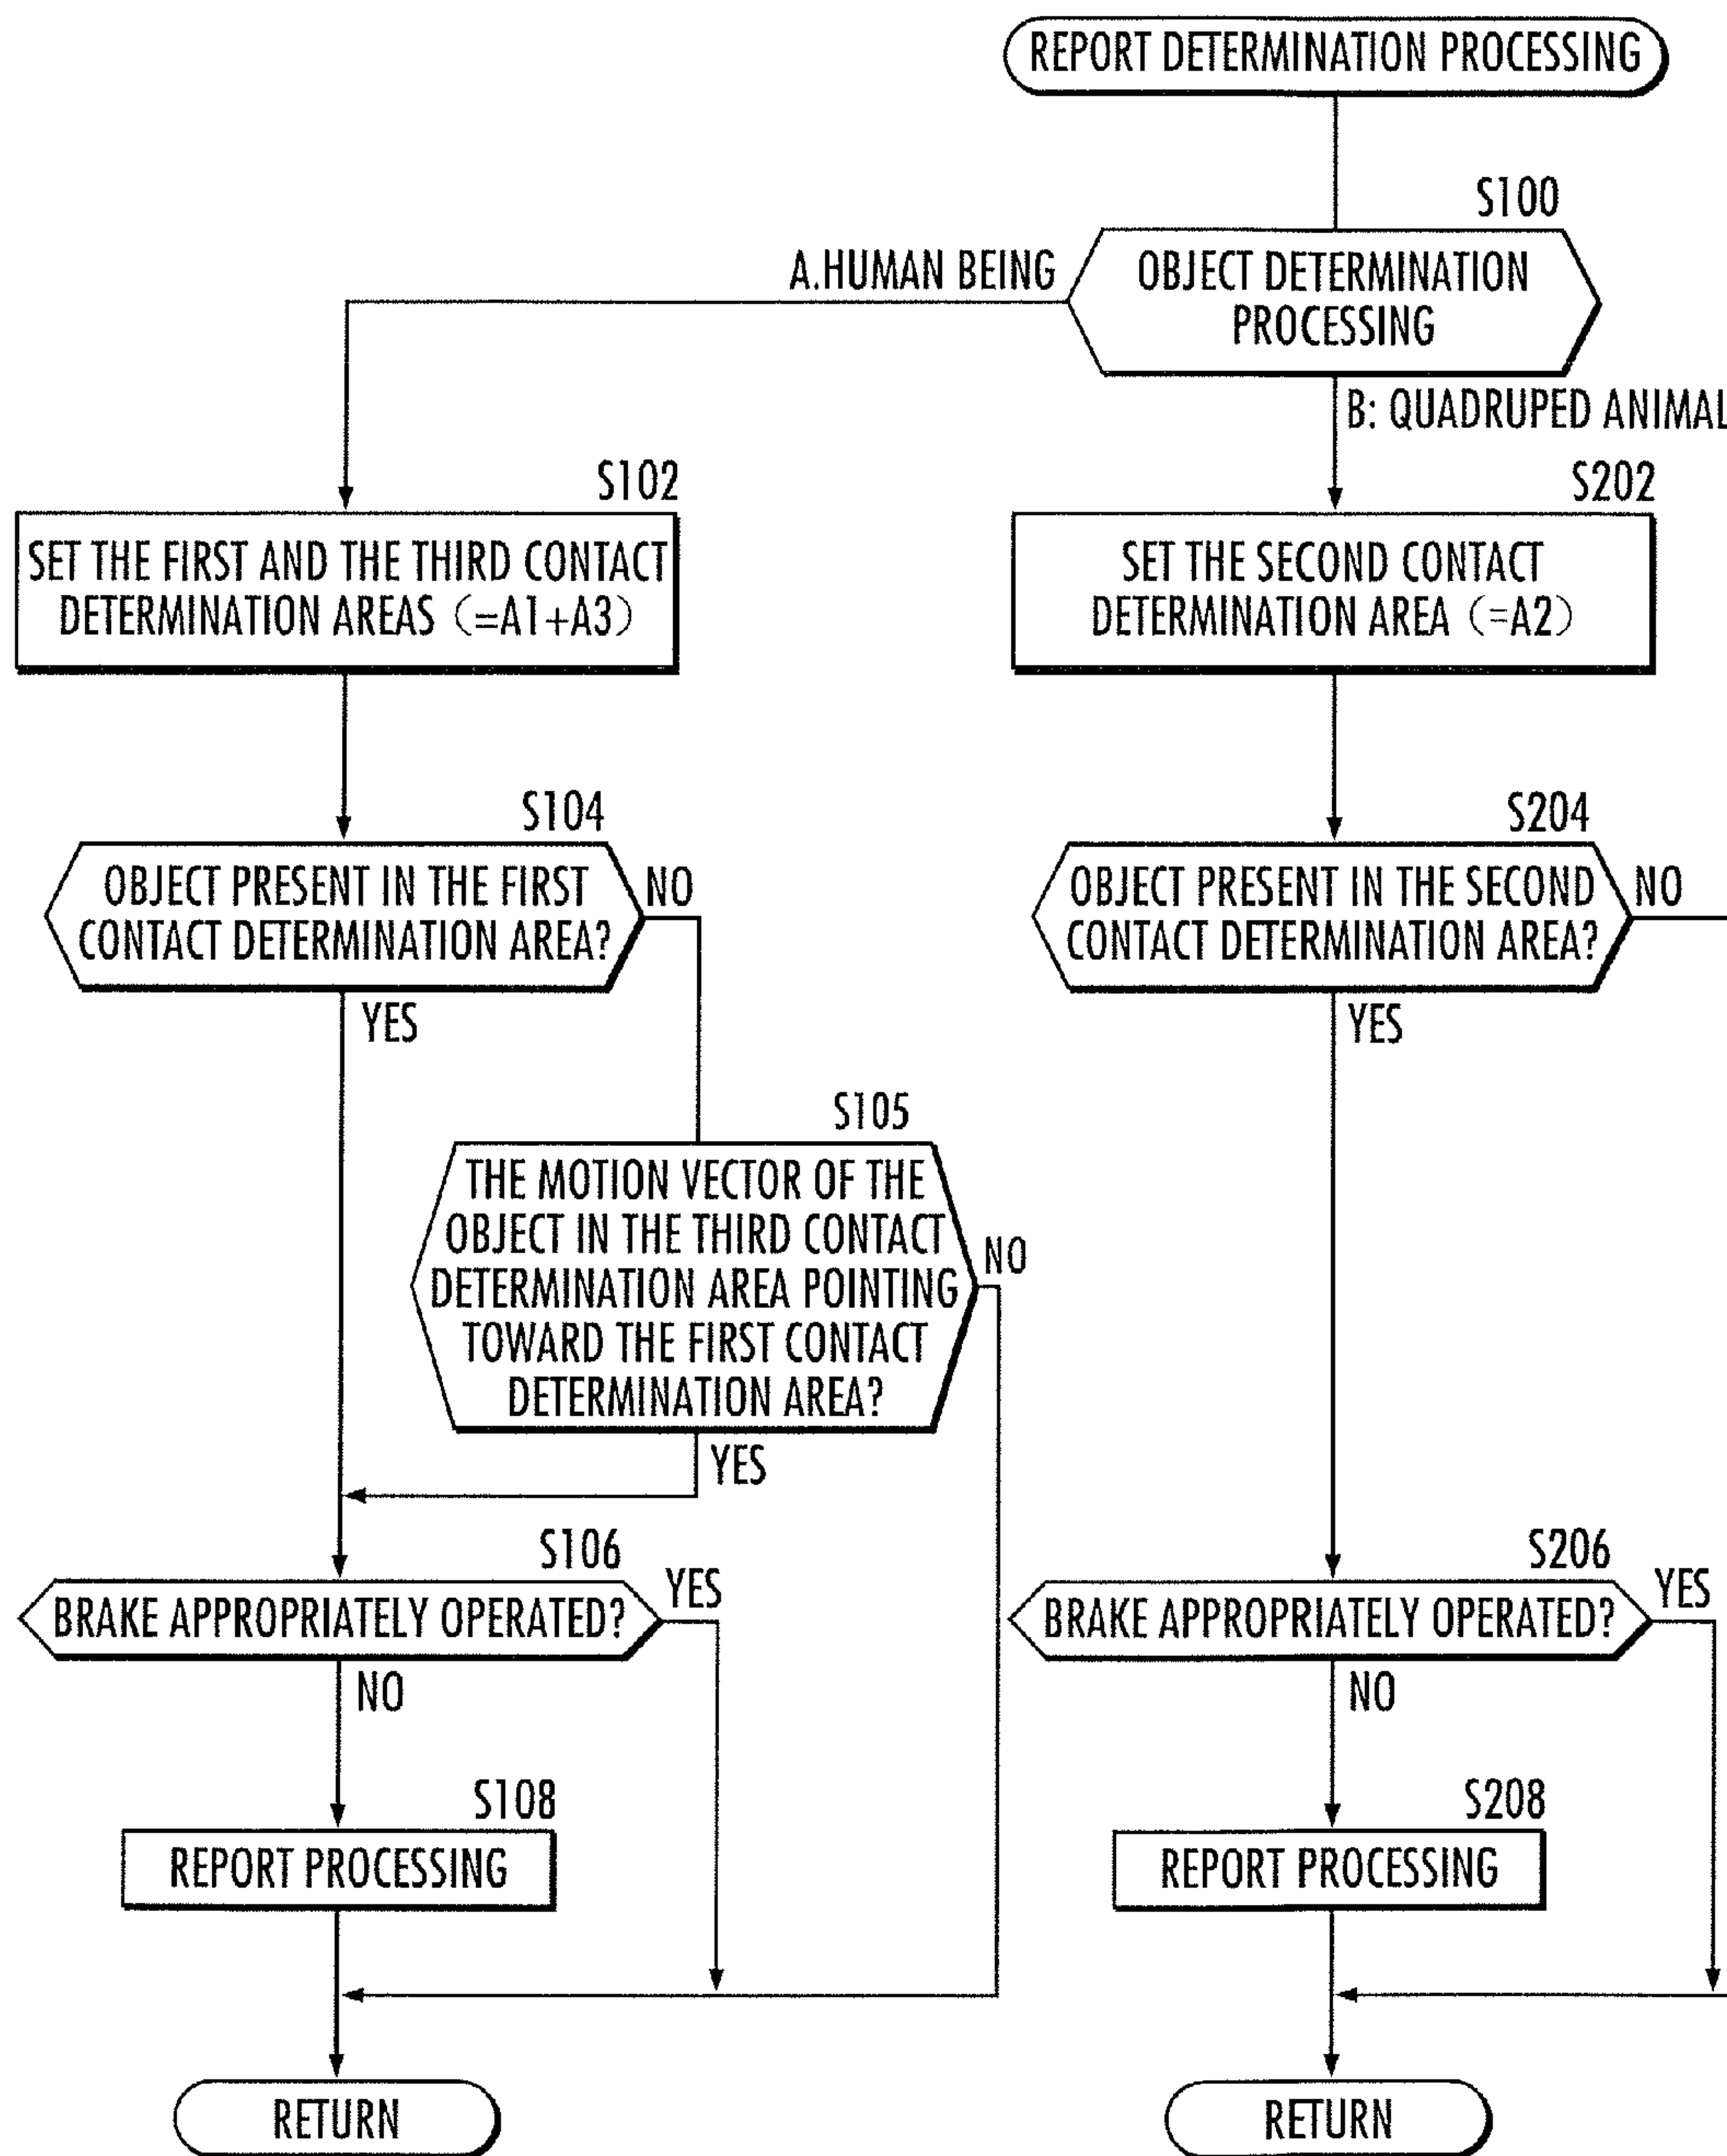 REPORT DETERMINATION PROCESSING
S100
A.HUMAN BEING
OBJECT DETERMINATION
PROCESSING
B: QUADRUPED ANIMAL
S102
SET THE FIRST AND THE THIRD CONTACT
DETERMINATION AREAS (=A1+A3)
S202
SET THE SECOND CONTACT
DETERMINATION AREA (=A2)
S104
OBJECT PRESENT IN THE FIRST
CONTACT DETERMINATION AREA?
NO
YES
S204
OBJECT PRESENT IN THE SECOND
CONTACT DETERMINATION AREA?
NO
YES
S105
THE MOTION VECTOR OF THE
OBJECT IN THE THIRD CONTACT
DETERMINATION AREA POINTING
TOWARD THE FIRST CONTACT
DETERMINATION AREA?
NO
YES
S106
BRAKE APPROPRIATELY OPERATED?
YES
NO
S206
BRAKE APPROPRIATELY OPERATED?
YES
NO
S108
REPORT PROCESSING
S208
REPORT PROCESSING
RETURN
RETURN